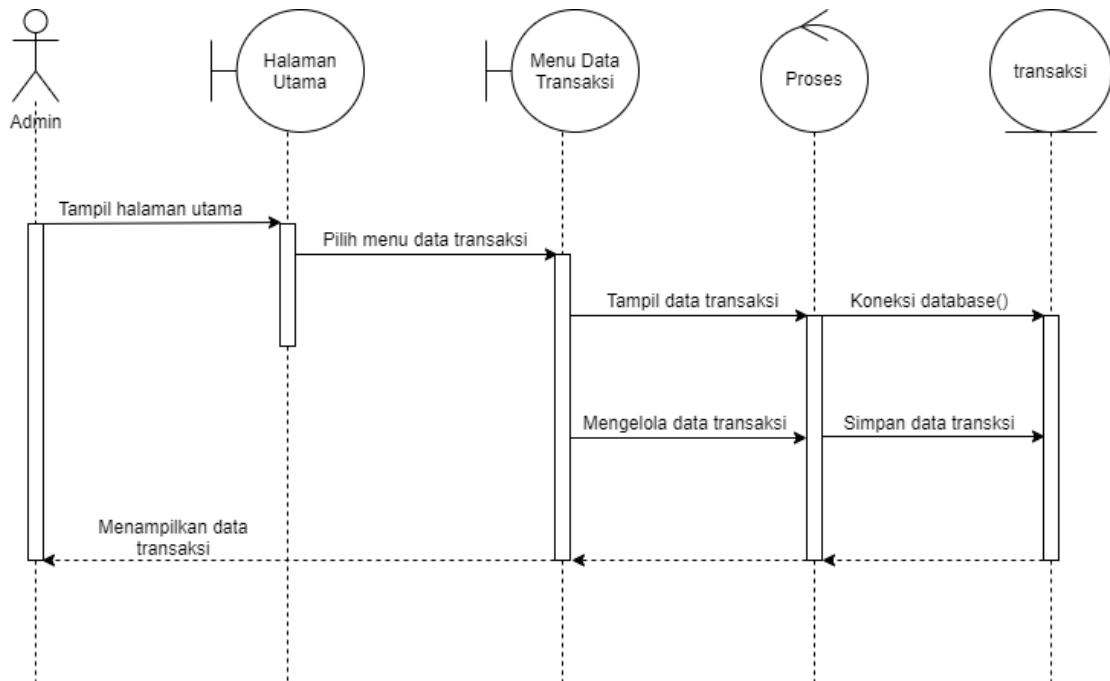 Halaman
Utama
Menu Data
Transaksi
Proses
transaksi
Admin
Tampil halaman utama
Pilih menu data transaksi
Tampil data transaksi
Koneksi database()
Mengelola data transaksi
Simpan data transksi
Menampilkan data
transaksi